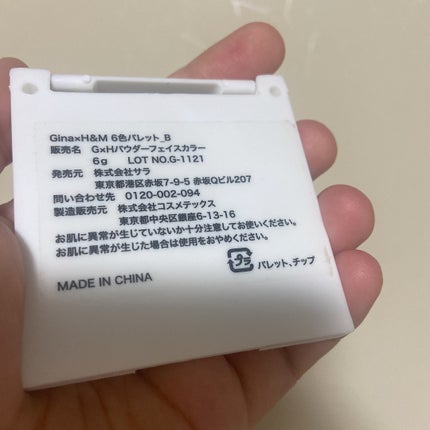 Gina×H&M 6色パレット_B
販売名 G×Hパウダーフェイスカラー
6g LOT NO.G-1121
発売元 株式会社サラ
東京都港区赤坂7-9-5 赤坂Qビル207
問い合わせ先 0120-002-094
製造販売元 株式会社コスメテックス
東京都中央区銀座6-13-16
お肌に異常が生じていないか十分注意してお使いください。
お肌に異常が生じた場合は使用をおやめください。
プラ パレット、チップ
MADE IN CHINA